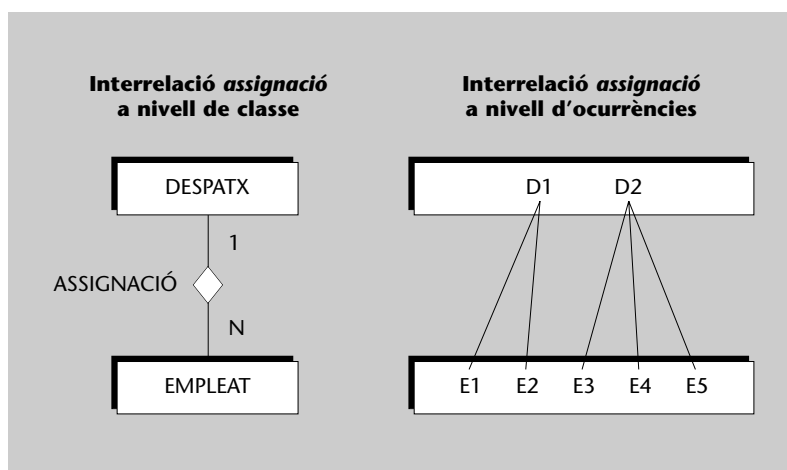 Interrelació assignació
a nivell de classe
DESPATX
1
ASSIGNACIÓ
N
EMPLEAT
Interrelació assignació
a nivell d'ocurrències
D1 D2
E1 E2 E3 E4 E5